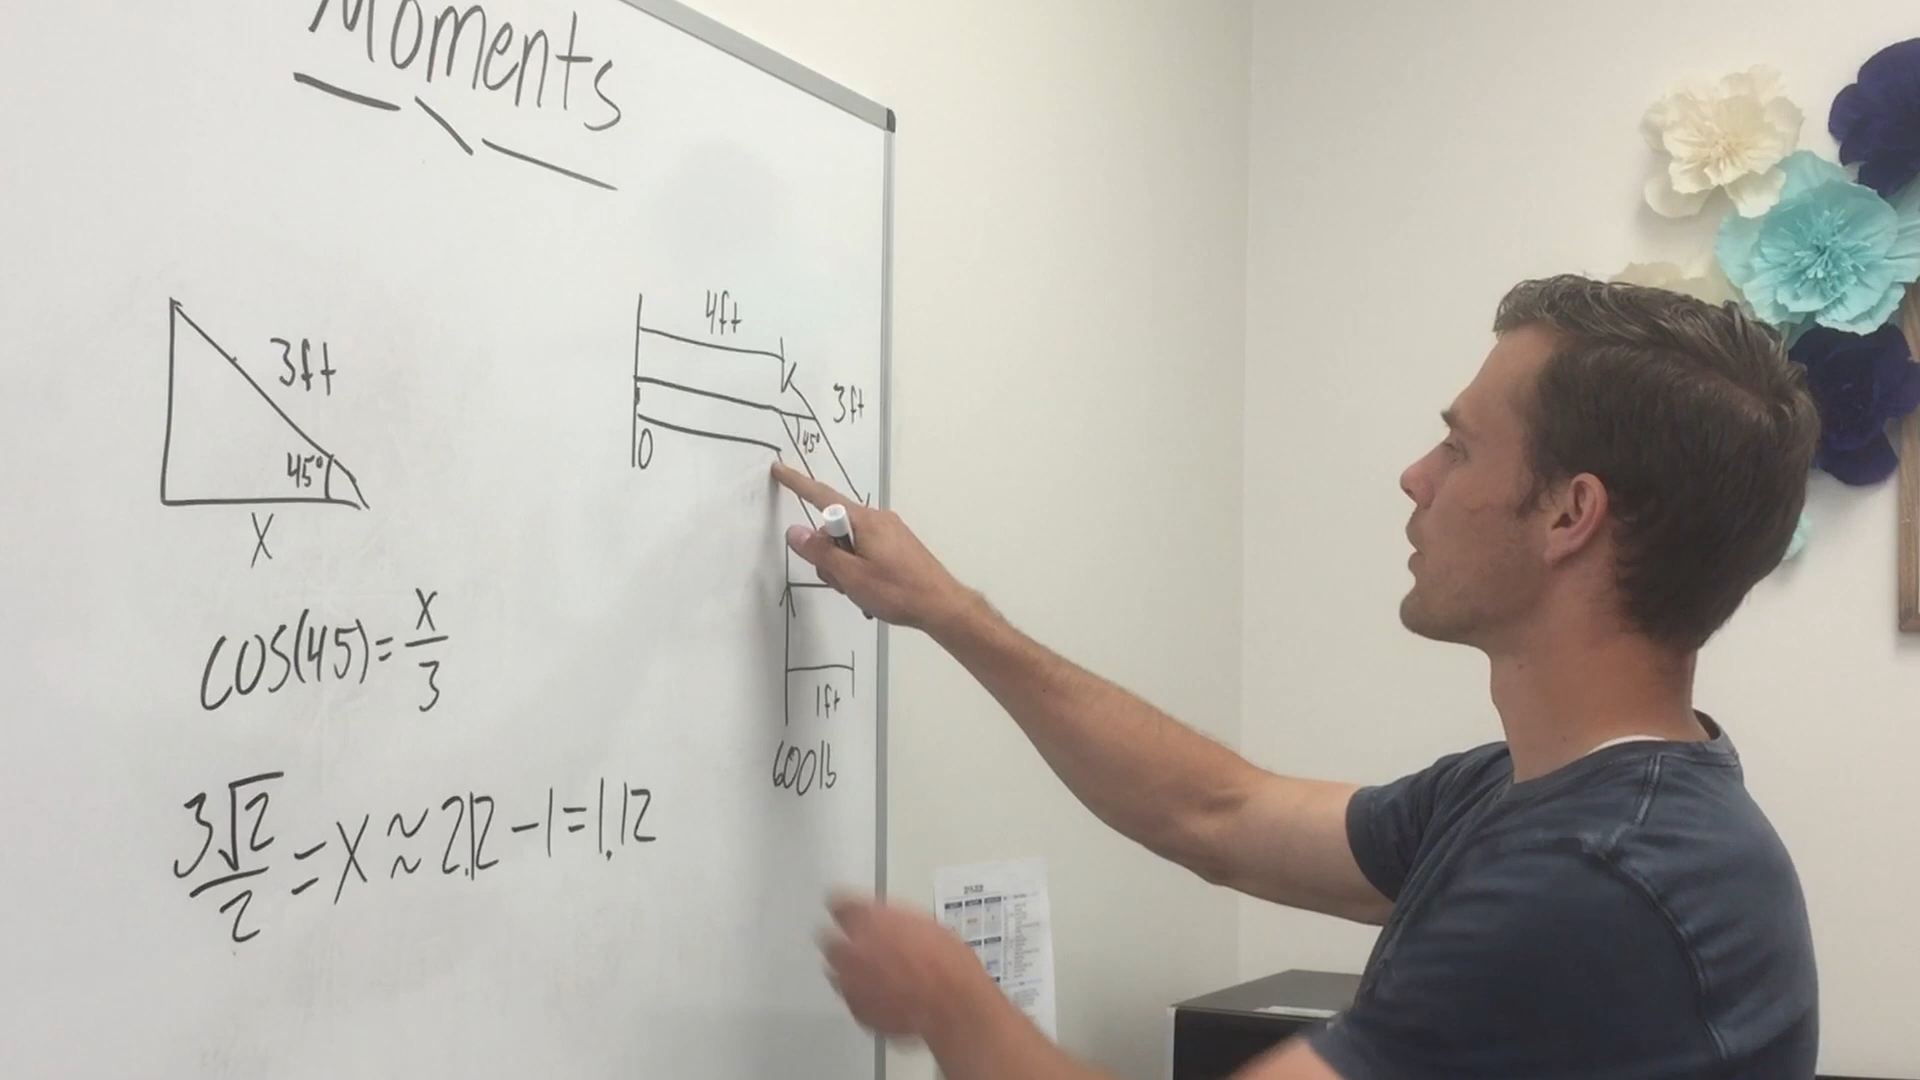 Moments
3ft
45°
X
cos(45)=x/3
3√2/2=X≈2.12-1=1.12
4ft
3ft
45°
O
1ft
600lb